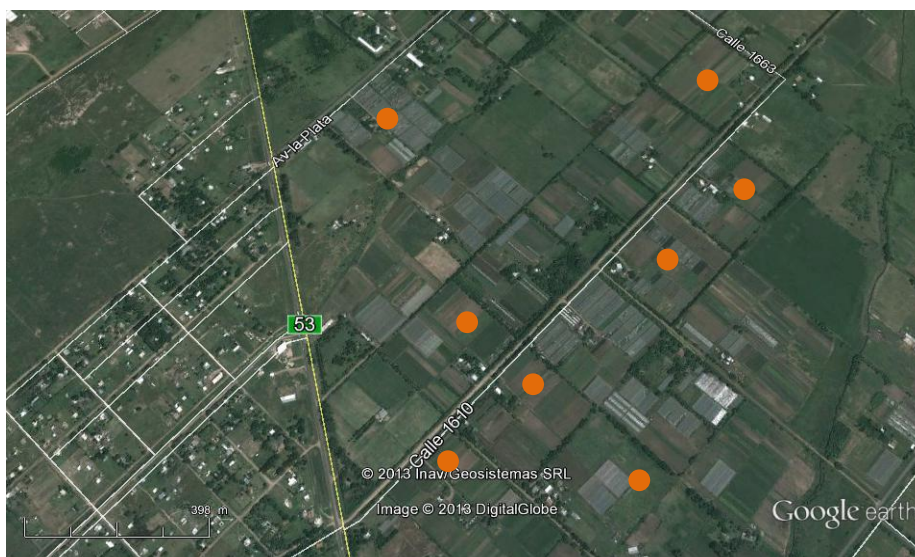 Calle 1663
Av la Plata
53
Calle 1610
© 2013 Inav/Geosistemas SRL
398 m
Image © 2013 DigitalGlobe
Google earth